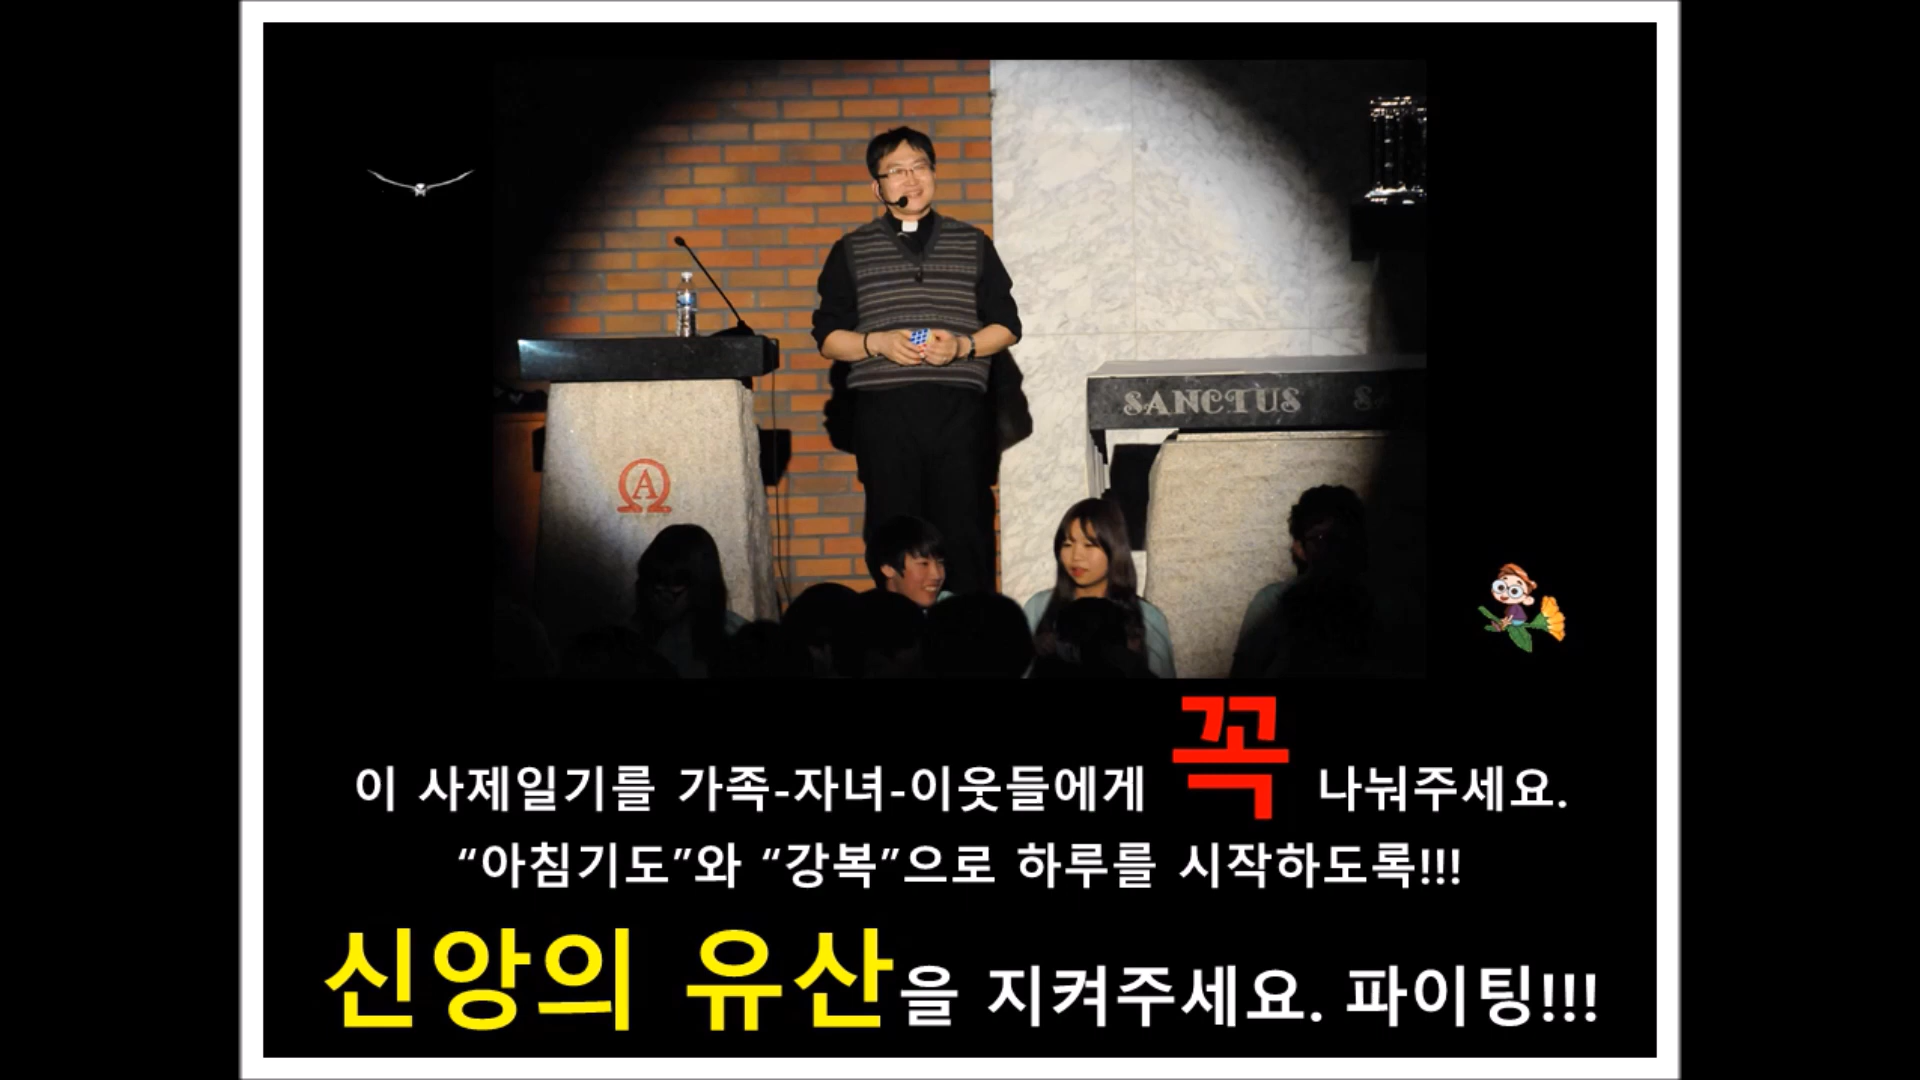 SANCTUS
A
Ω
이 사제일기를 가족-자녀-이웃들에게 꼭 나눠주세요.
“아침기도”와 “강복”으로 하루를 시작하도록!!!
신앙의 유산을 지켜주세요. 파이팅!!!